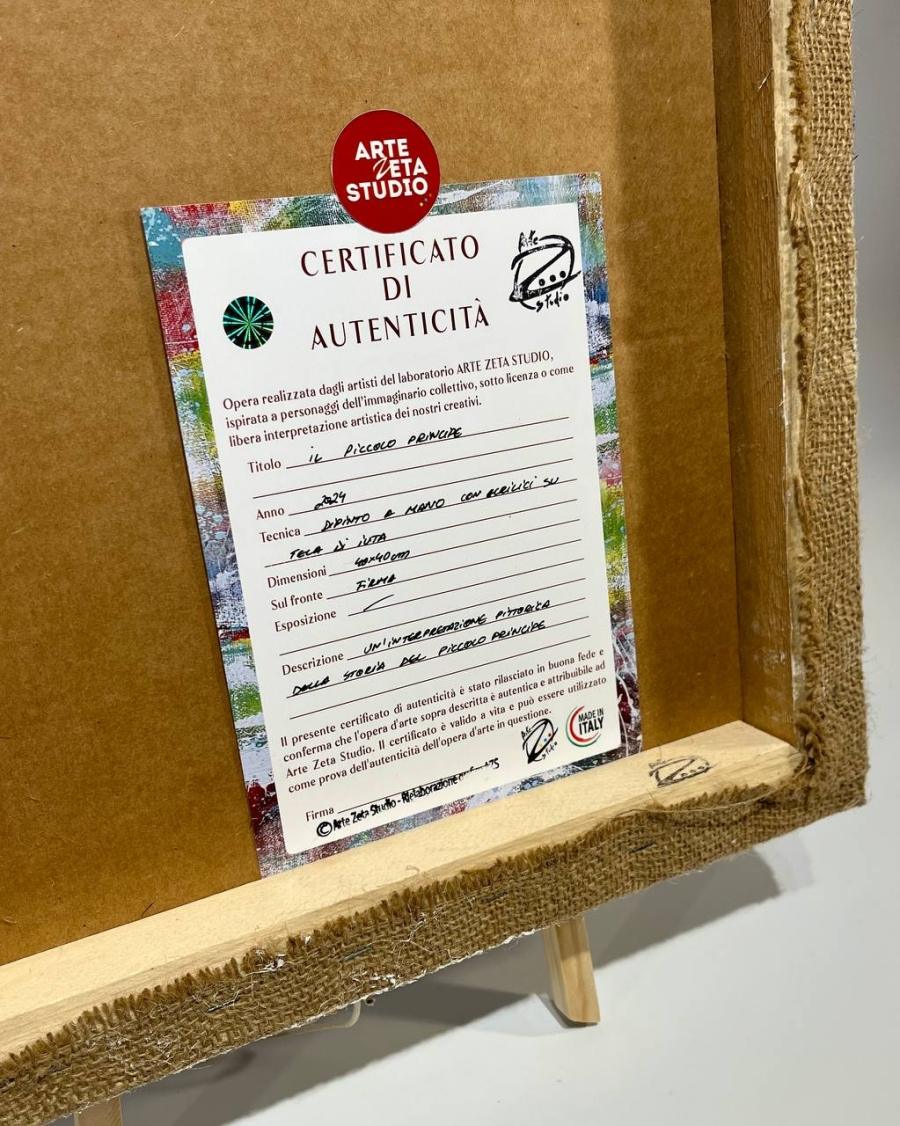 ARTE
ZETA
STUDIO
CERTIFICATO
DI
AUTENTICITÀ
Arte
Z...
studio
Opera realizzata dagli artisti del laboratorio ARTE ZETA STUDIO,
ispirata a personaggi dell'immaginario collettivo, sotto licenza o come
libera interpretazione artistica dei nostri creativi.
Titolo IL PICCOLO PRINCIPE
Anno 2024
Tecnica DIPINTO A MANO CON ACRILICI SU
TELA DI IUTA
Dimensioni 40x40cm
Sul fronte FIRMA
Esposizione /
Descrizione UN'INTERPRETAZIONE PITTORICA
DELLA STORIA DEL PICCOLO PRINCIPE
Il presente certificato di autenticità è stato rilasciato in buona fede e
conferma che l'opera d'arte sopra descritta è autentica e attribuibile ad
Arte Zeta Studio. Il certificato è valido a vita e può essere utilizzato
come prova dell'autenticità dell'opera d'arte in questione.
Arte
Z...
studio
MADE IN
ITALY
Firma
© Arte Zeta Studio - Rielaborazione